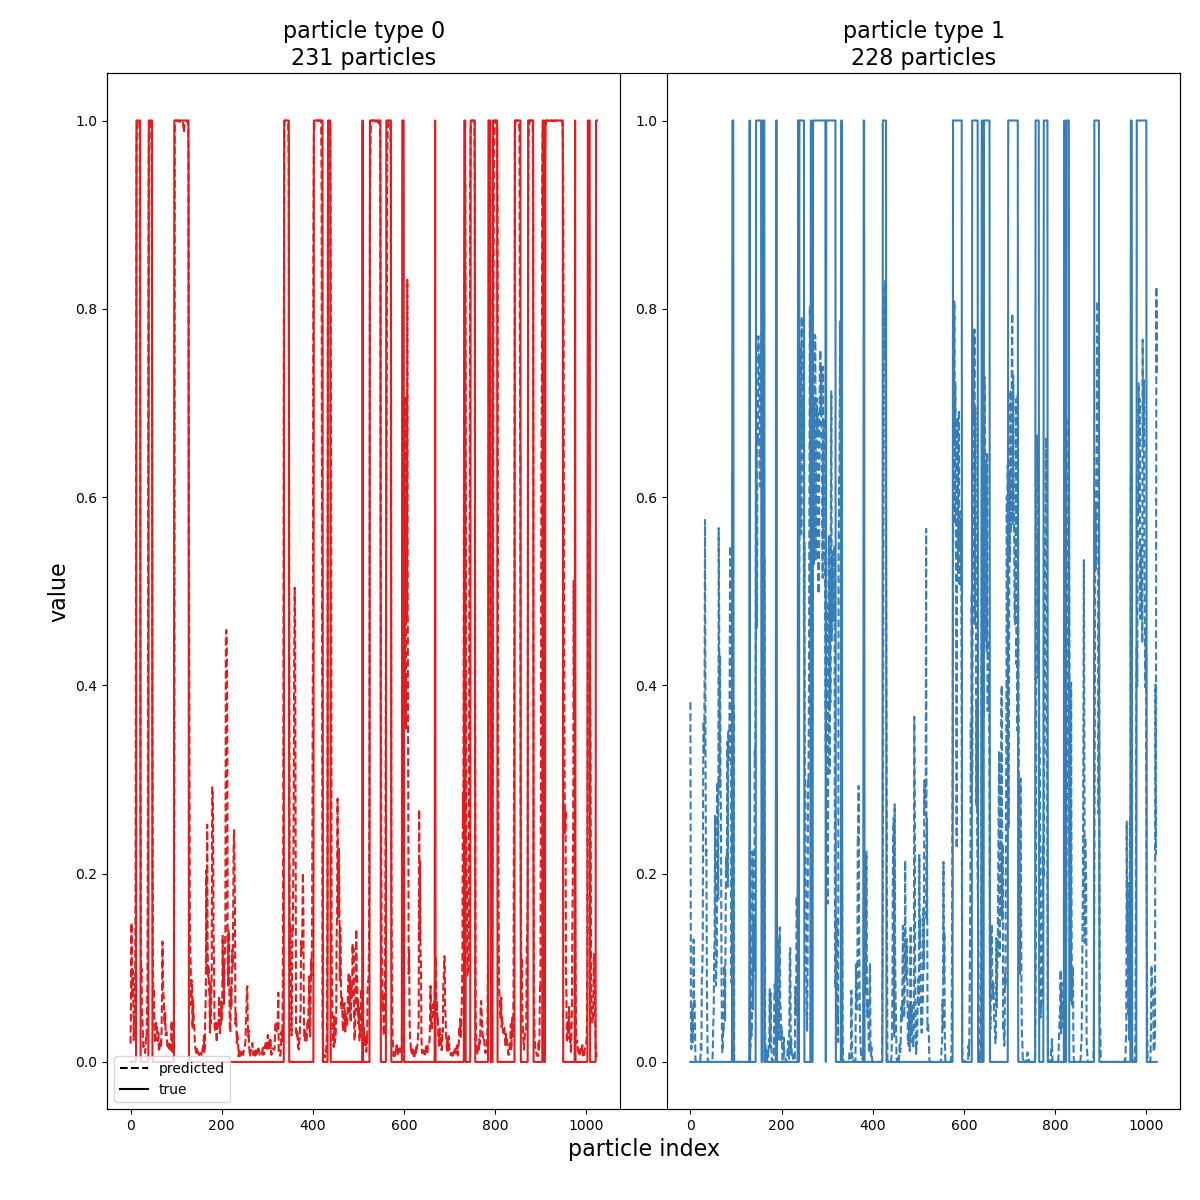 particle type 0
231 particles
particle type 1
228 particles
1.0
0.8
0.6
0.4
0.2
0.0
1.0
0.8
0.6
0.4
0.2
0.0
value
predicted
true
0 200 400 600 800 1000
0 200 400 600 800 1000
particle index